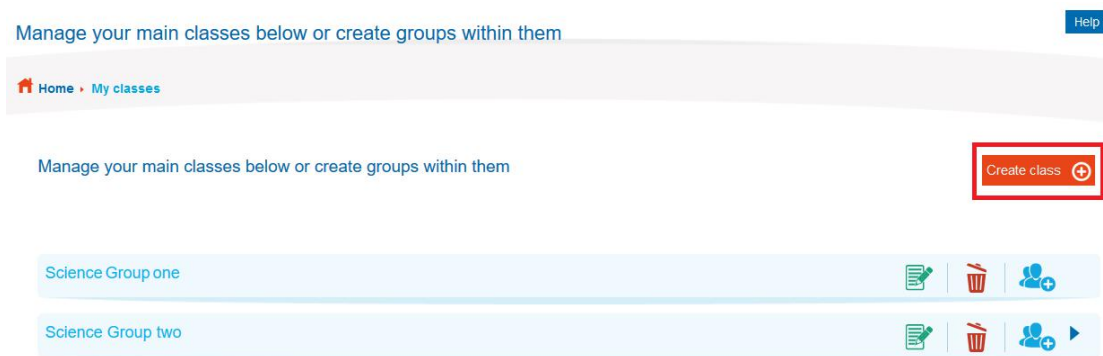 Manage your main classes below or create groups within them
Help
Home
My classes
Manage your main classes below or create groups within them
Create class
Science Group one
Science Group two